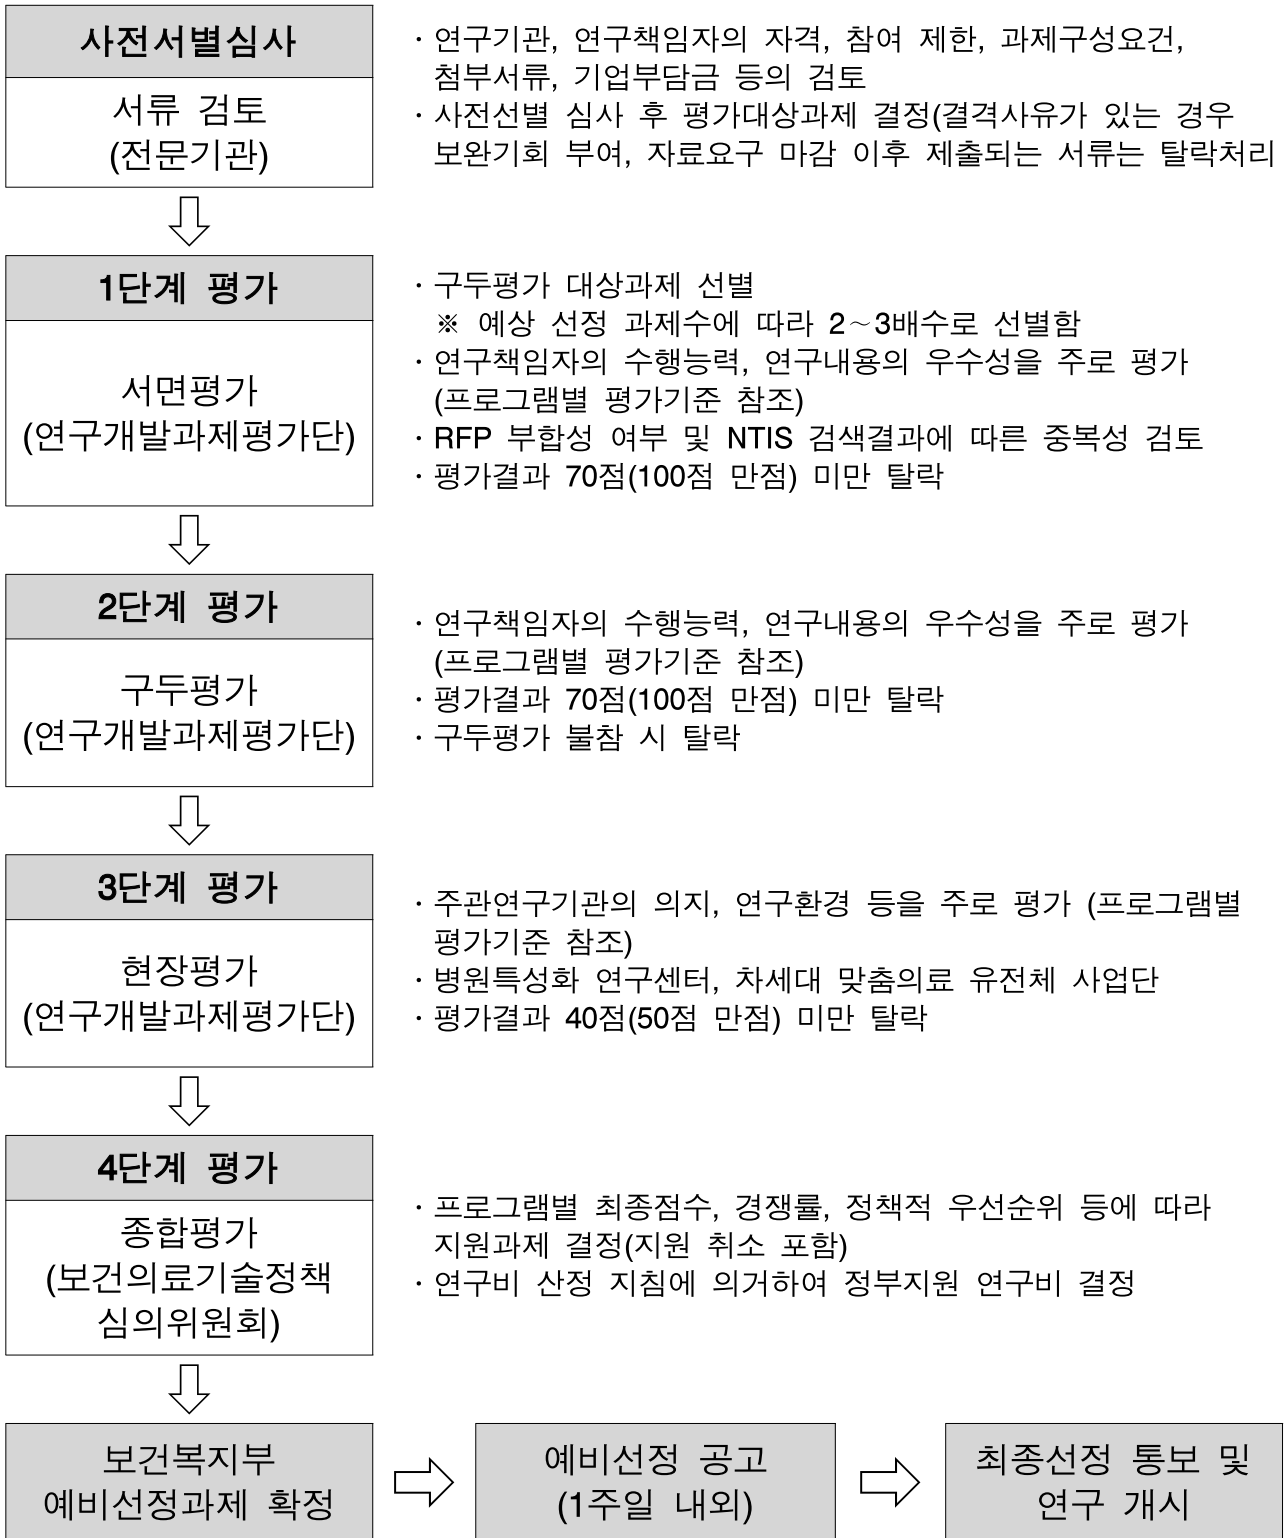 사전서별심사
서류 검토
(전문기관)
· 연구기관, 연구책임자의 자격, 참여 제한, 과제구성요건,
첨부서류, 기업부담금 등의 검토
· 사전선별 심사 후 평가대상과제 결정(결격사유가 있는 경우
보완기회 부여, 자료요구 마감 이후 제출되는 서류는 탈락처리
1단계 평가
서면평가
(연구개발과제평가단)
· 구두평가 대상과제 선별
※ 예상 선정 과제수에 따라 2~3배수로 선별함
· 연구책임자의 수행능력, 연구내용의 우수성을 주로 평가
(프로그램별 평가기준 참조)
· RFP 부합성 여부 및 NTIS 검색결과에 따른 중복성 검토
· 평가결과 70점(100점 만점) 미만 탈락
2단계 평가
구두평가
(연구개발과제평가단)
· 연구책임자의 수행능력, 연구내용의 우수성을 주로 평가
(프로그램별 평가기준 참조)
· 평가결과 70점(100점 만점) 미만 탈락
· 구두평가 불참 시 탈락
3단계 평가
현장평가
(연구개발과제평가단)
· 주관연구기관의 의지, 연구환경 등을 주로 평가 (프로그램별
평가기준 참조)
· 병원특성화 연구센터, 차세대 맞춤의료 유전체 사업단
· 평가결과 40점(50점 만점) 미만 탈락
4단계 평가
종합평가
(보건의료기술정책
심의위원회)
· 프로그램별 최종점수, 경쟁률, 정책적 우선순위 등에 따라
지원과제 결정(지원 취소 포함)
· 연구비 산정 지침에 의거하여 정부지원 연구비 결정
보건복지부
예비선정과제 확정
예비선정 공고
(1주일 내외)
최종선정 통보 및
연구 개시